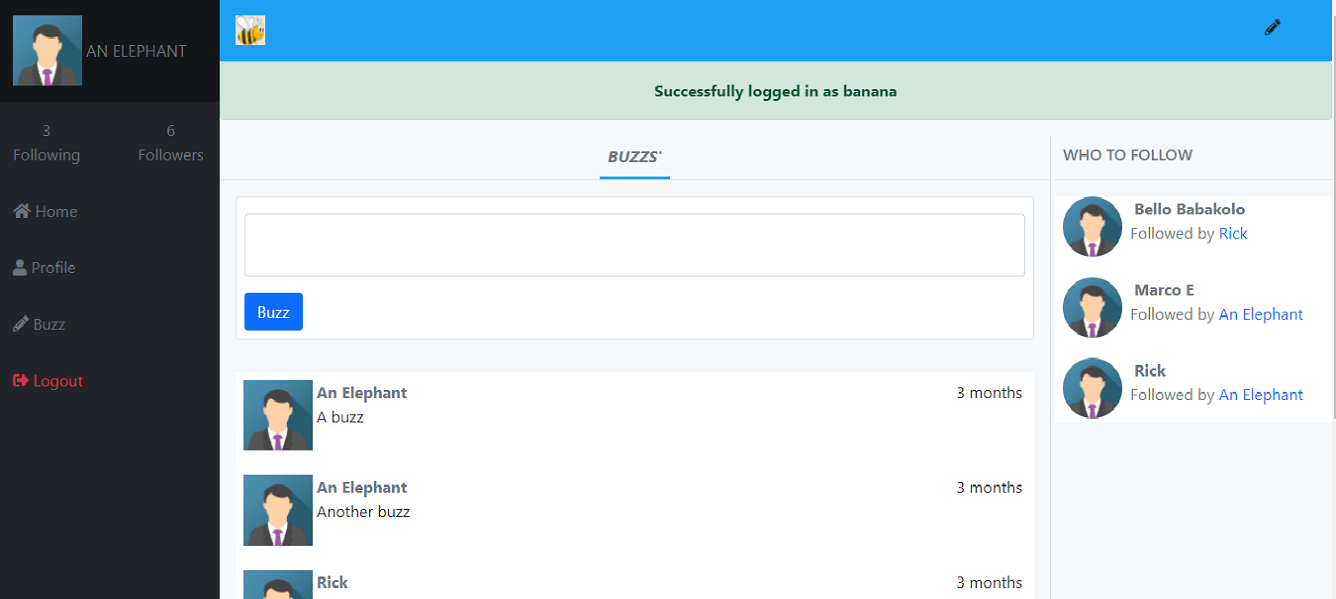 AN ELEPHANT
3 6
Following Followers
Home
Profile
Buzz
Logout
Successfully logged in as banana
BUZZS'
Buzz
An Elephant 3 months
A buzz
An Elephant 3 months
Another buzz
Rick 3 months
WHO TO FOLLOW
Bello Babakolo
Followed by Rick
Marco E
Followed by An Elephant
Rick
Followed by An Elephant